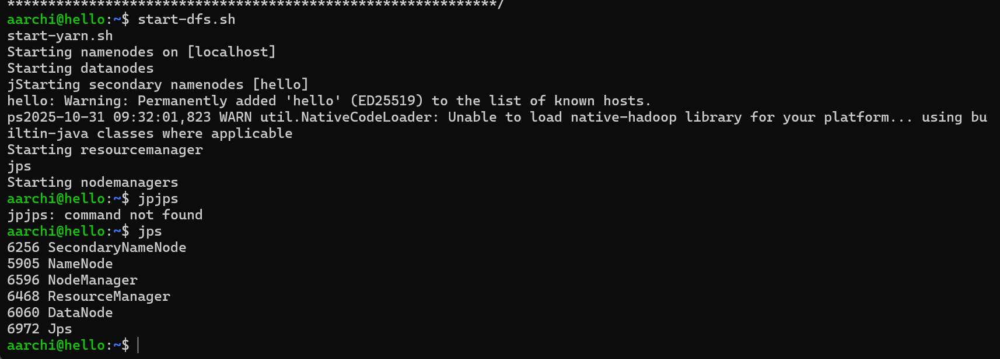 ************************************************************/
aarchi@hello:~$ start-dfs.sh
start-yarn.sh
Starting namenodes on [localhost]
Starting datanodes
jStarting secondary namenodes [hello]
hello: Warning: Permanently added 'hello' (ED25519) to the list of known hosts.
ps2025-10-31 09:32:01,823 WARN util.NativeCodeLoader: Unable to load native-hadoop library for your platform... using bu
iltin-java classes where applicable
Starting resourcemanager
jps
Starting nodemanagers
aarchi@hello:~$ jpjps
jpjps: command not found
aarchi@hello:~$ jps
6256 SecondaryNameNode
5905 NameNode
6596 NodeManager
6468 ResourceManager
6060 DataNode
6972 Jps
aarchi@hello:~$